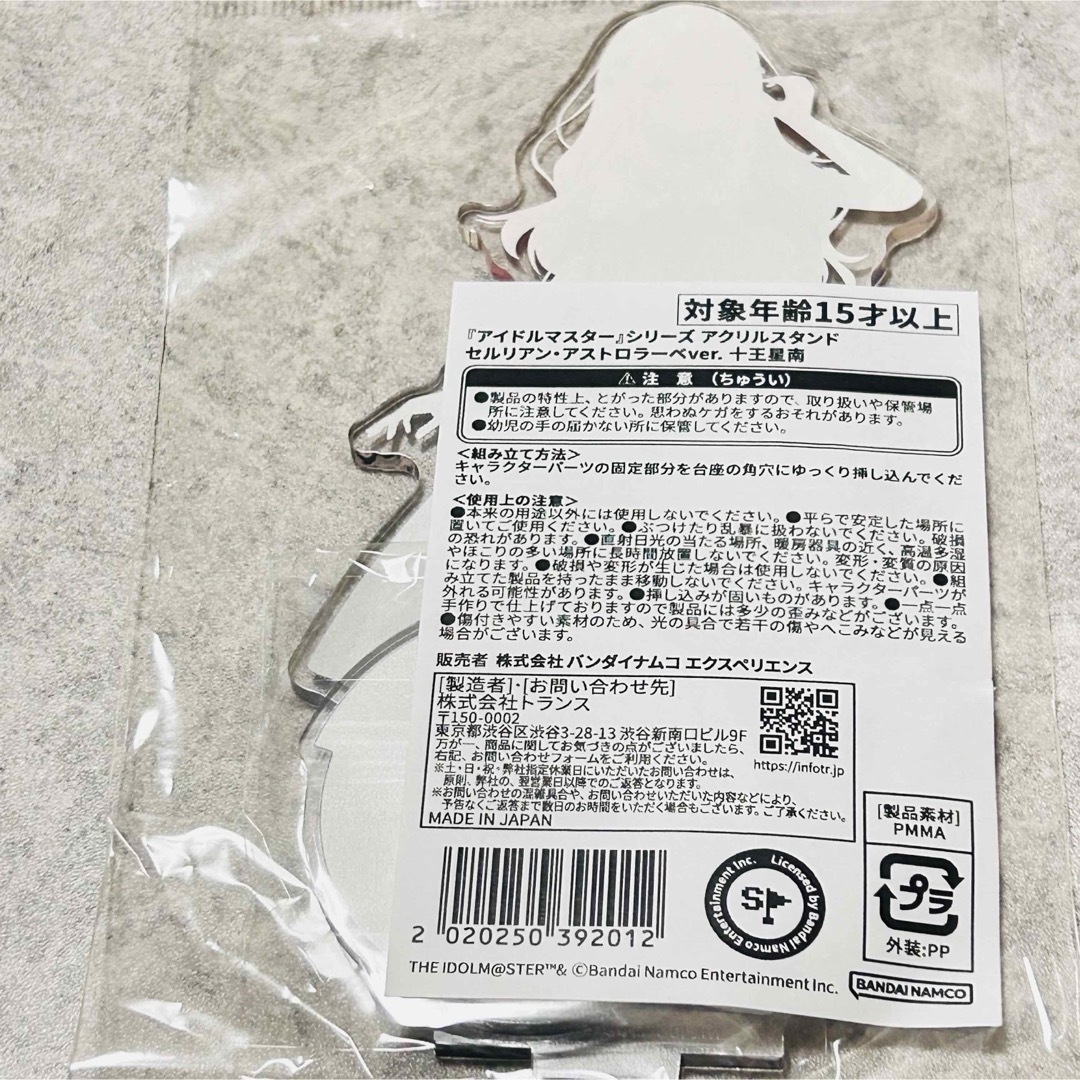 対象年齢15才以上
『アイドルマスター』シリーズ アクリルスタンド
セルリアン・アストロラーベver. 十王星南
⚠注 意 (ちゅうい)
●製品の特性上、とがった部分がありますので、取り扱いや保管場
所に注意してください。思わぬケガをするおそれがあります。
●幼児の手の届かない所に保管してください。
＜組み立て方法＞
キャラクターパーツの固定部分を台座の角穴にゆっくり挿し込んでくだ
さい。
＜使用上の注意＞
●本来の用途以外には使用しないでください。●平らで安定した場所に
置いてご使用ください。●ぶつけたり乱暴に扱わないでください。破損
の恐れがあります。●直射日光の当たる場所、暖房器具の近く、高温多湿
やほこりの多い場所に長時間放置しないでください。変形・変質の原因
になります。●破損や変形が生じた場合は使用しないでください。●組
み立てた製品を持ったまま移動しないでください。キャラクターパーツが
外れる可能性があります。●挿し込みが固いものがあります。●一点一点
手作りで仕上げておりますので製品には多少の歪みなどがございます。
●傷付きやすい素材のため、光の具合で若干の傷やへこみなどが見える
場合がございます。
販売者 株式会社バンダイナムコ エクスペリエンス
[製造者]・[お問い合わせ先]
株式会社トランス
〒150-0002
東京都渋谷区渋谷3-28-13 渋谷新南口ビル9F
万が一、商品に関してお気づきの点がございましたら、
右記、お問い合わせフォームをご利用ください。
※土・日・祝・弊社指定休業日にいただいたお問い合わせは、
原則、弊社の、翌営業日以降でのご返答となります。
※お問い合わせの混雑具合や、お問い合わせいただいた内容などにより、
予告なくご返答まで数日のお時間をいただく場合もございます。ご了承ください。
MADE IN JAPAN
https://infotr.jp
[製品素材]
PMMA
プラ
外装:PP
Licensed by Bandai Namco Entertainment Inc.
SP
2 020250 392012
THE IDOLM@STER™& ©Bandai Namco Entertainment Inc.
BANDAI NAMCO